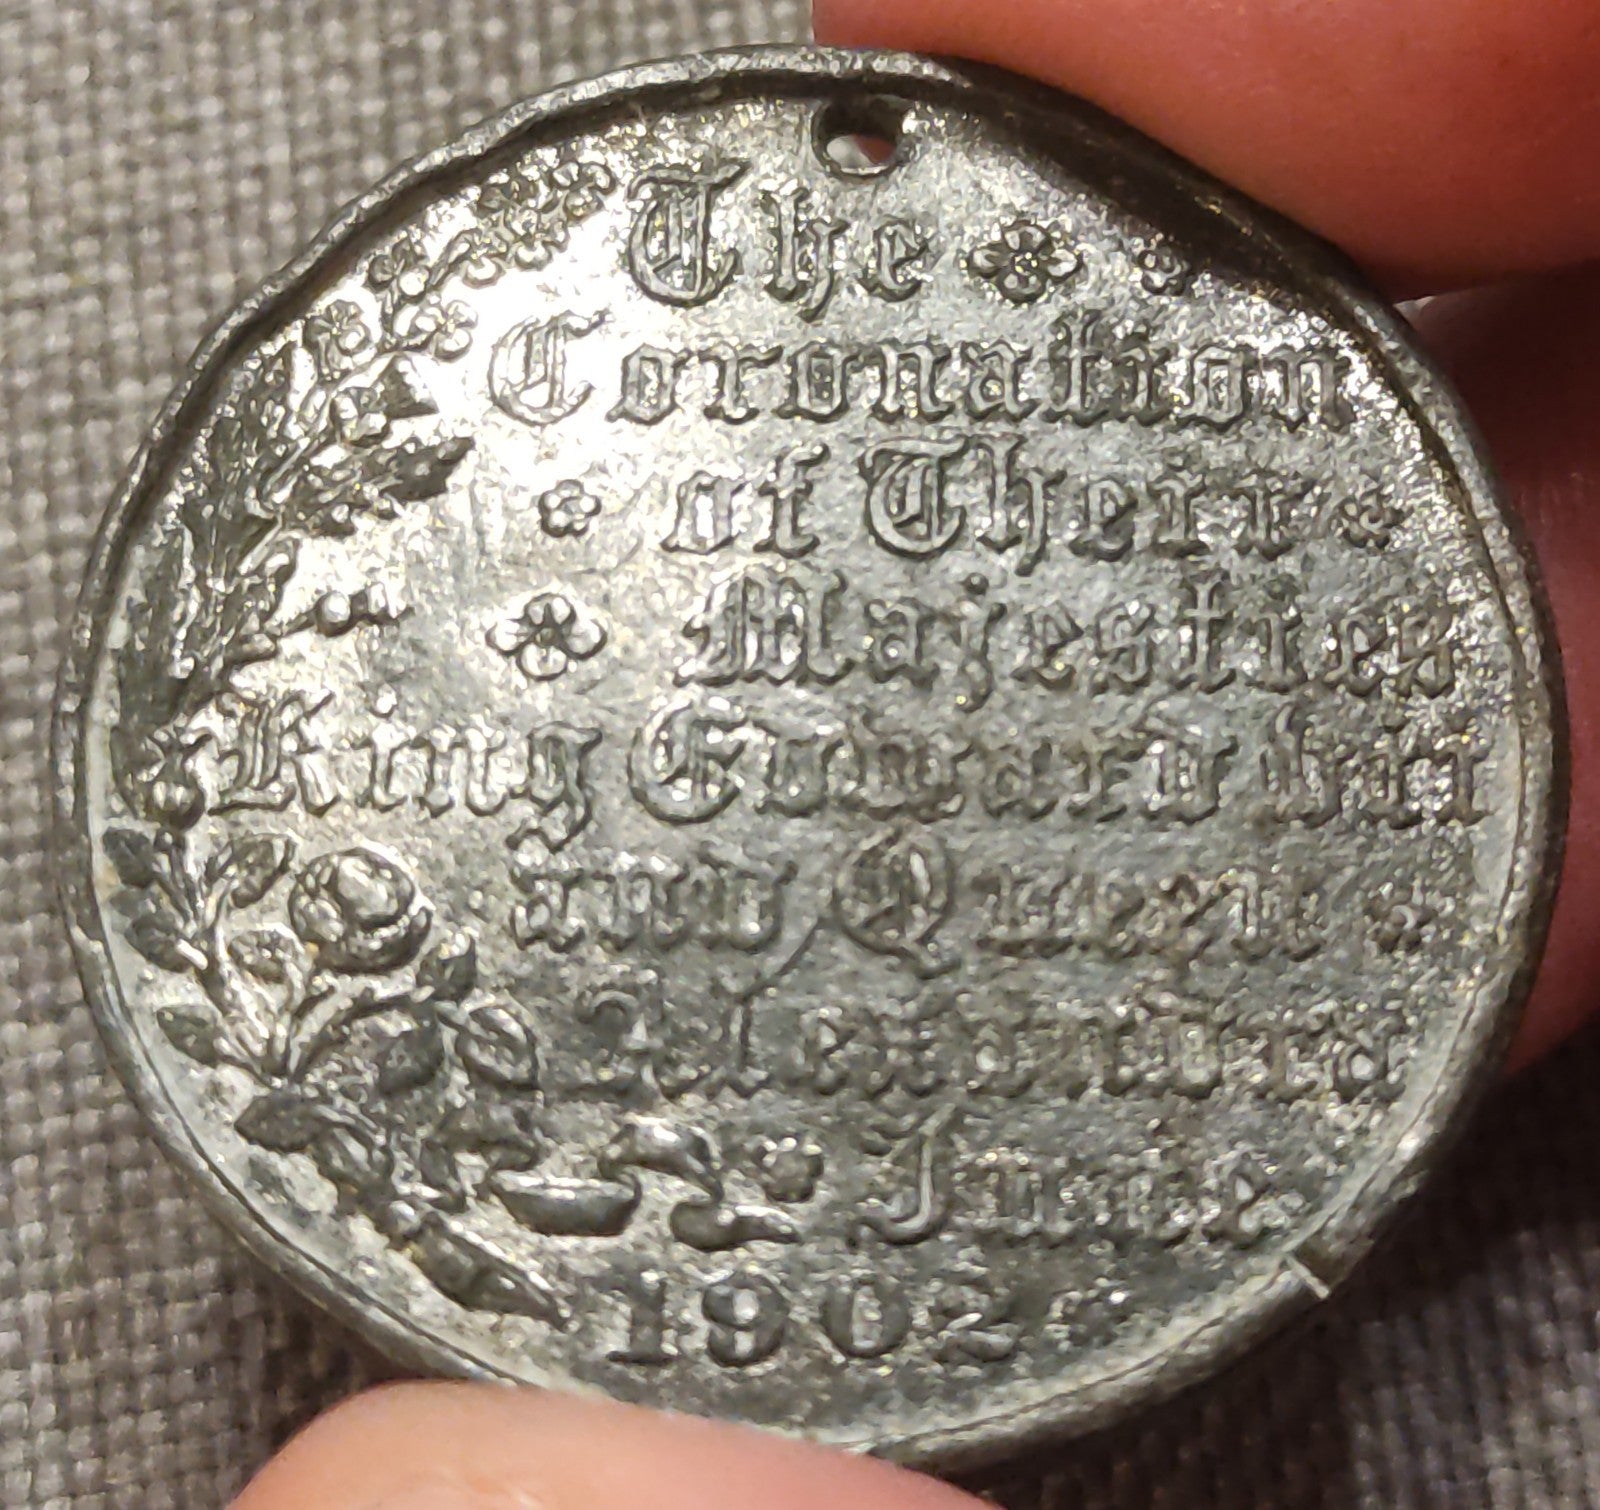 The
Coronation
of Their
Majesties
King Edward vii
and Queen
Alexandra
June
1902